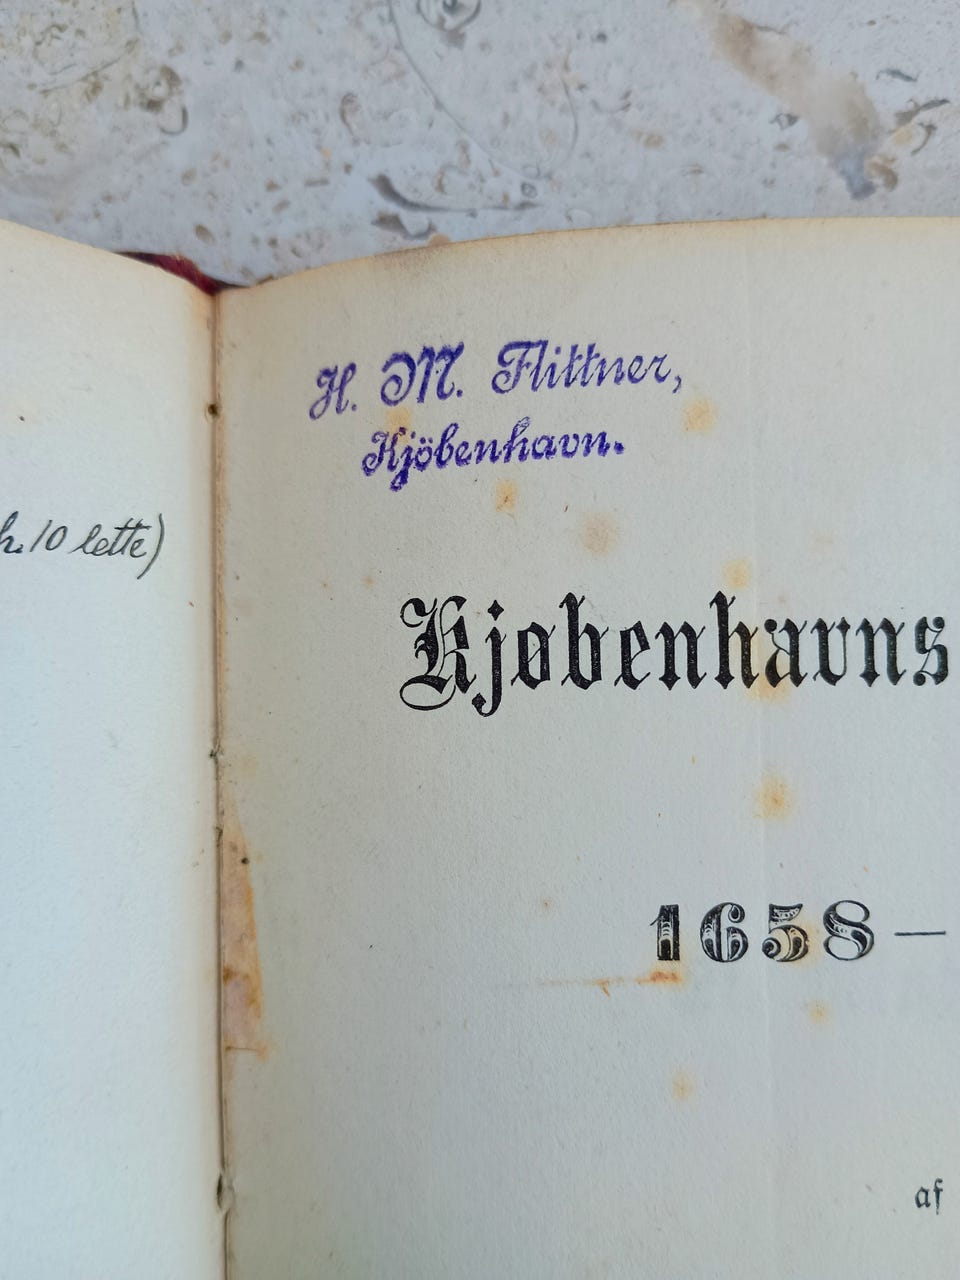 H. M. Flittner,
Kjöbenhavn.
10 lette)
Kjøbenhavns
1658—
af